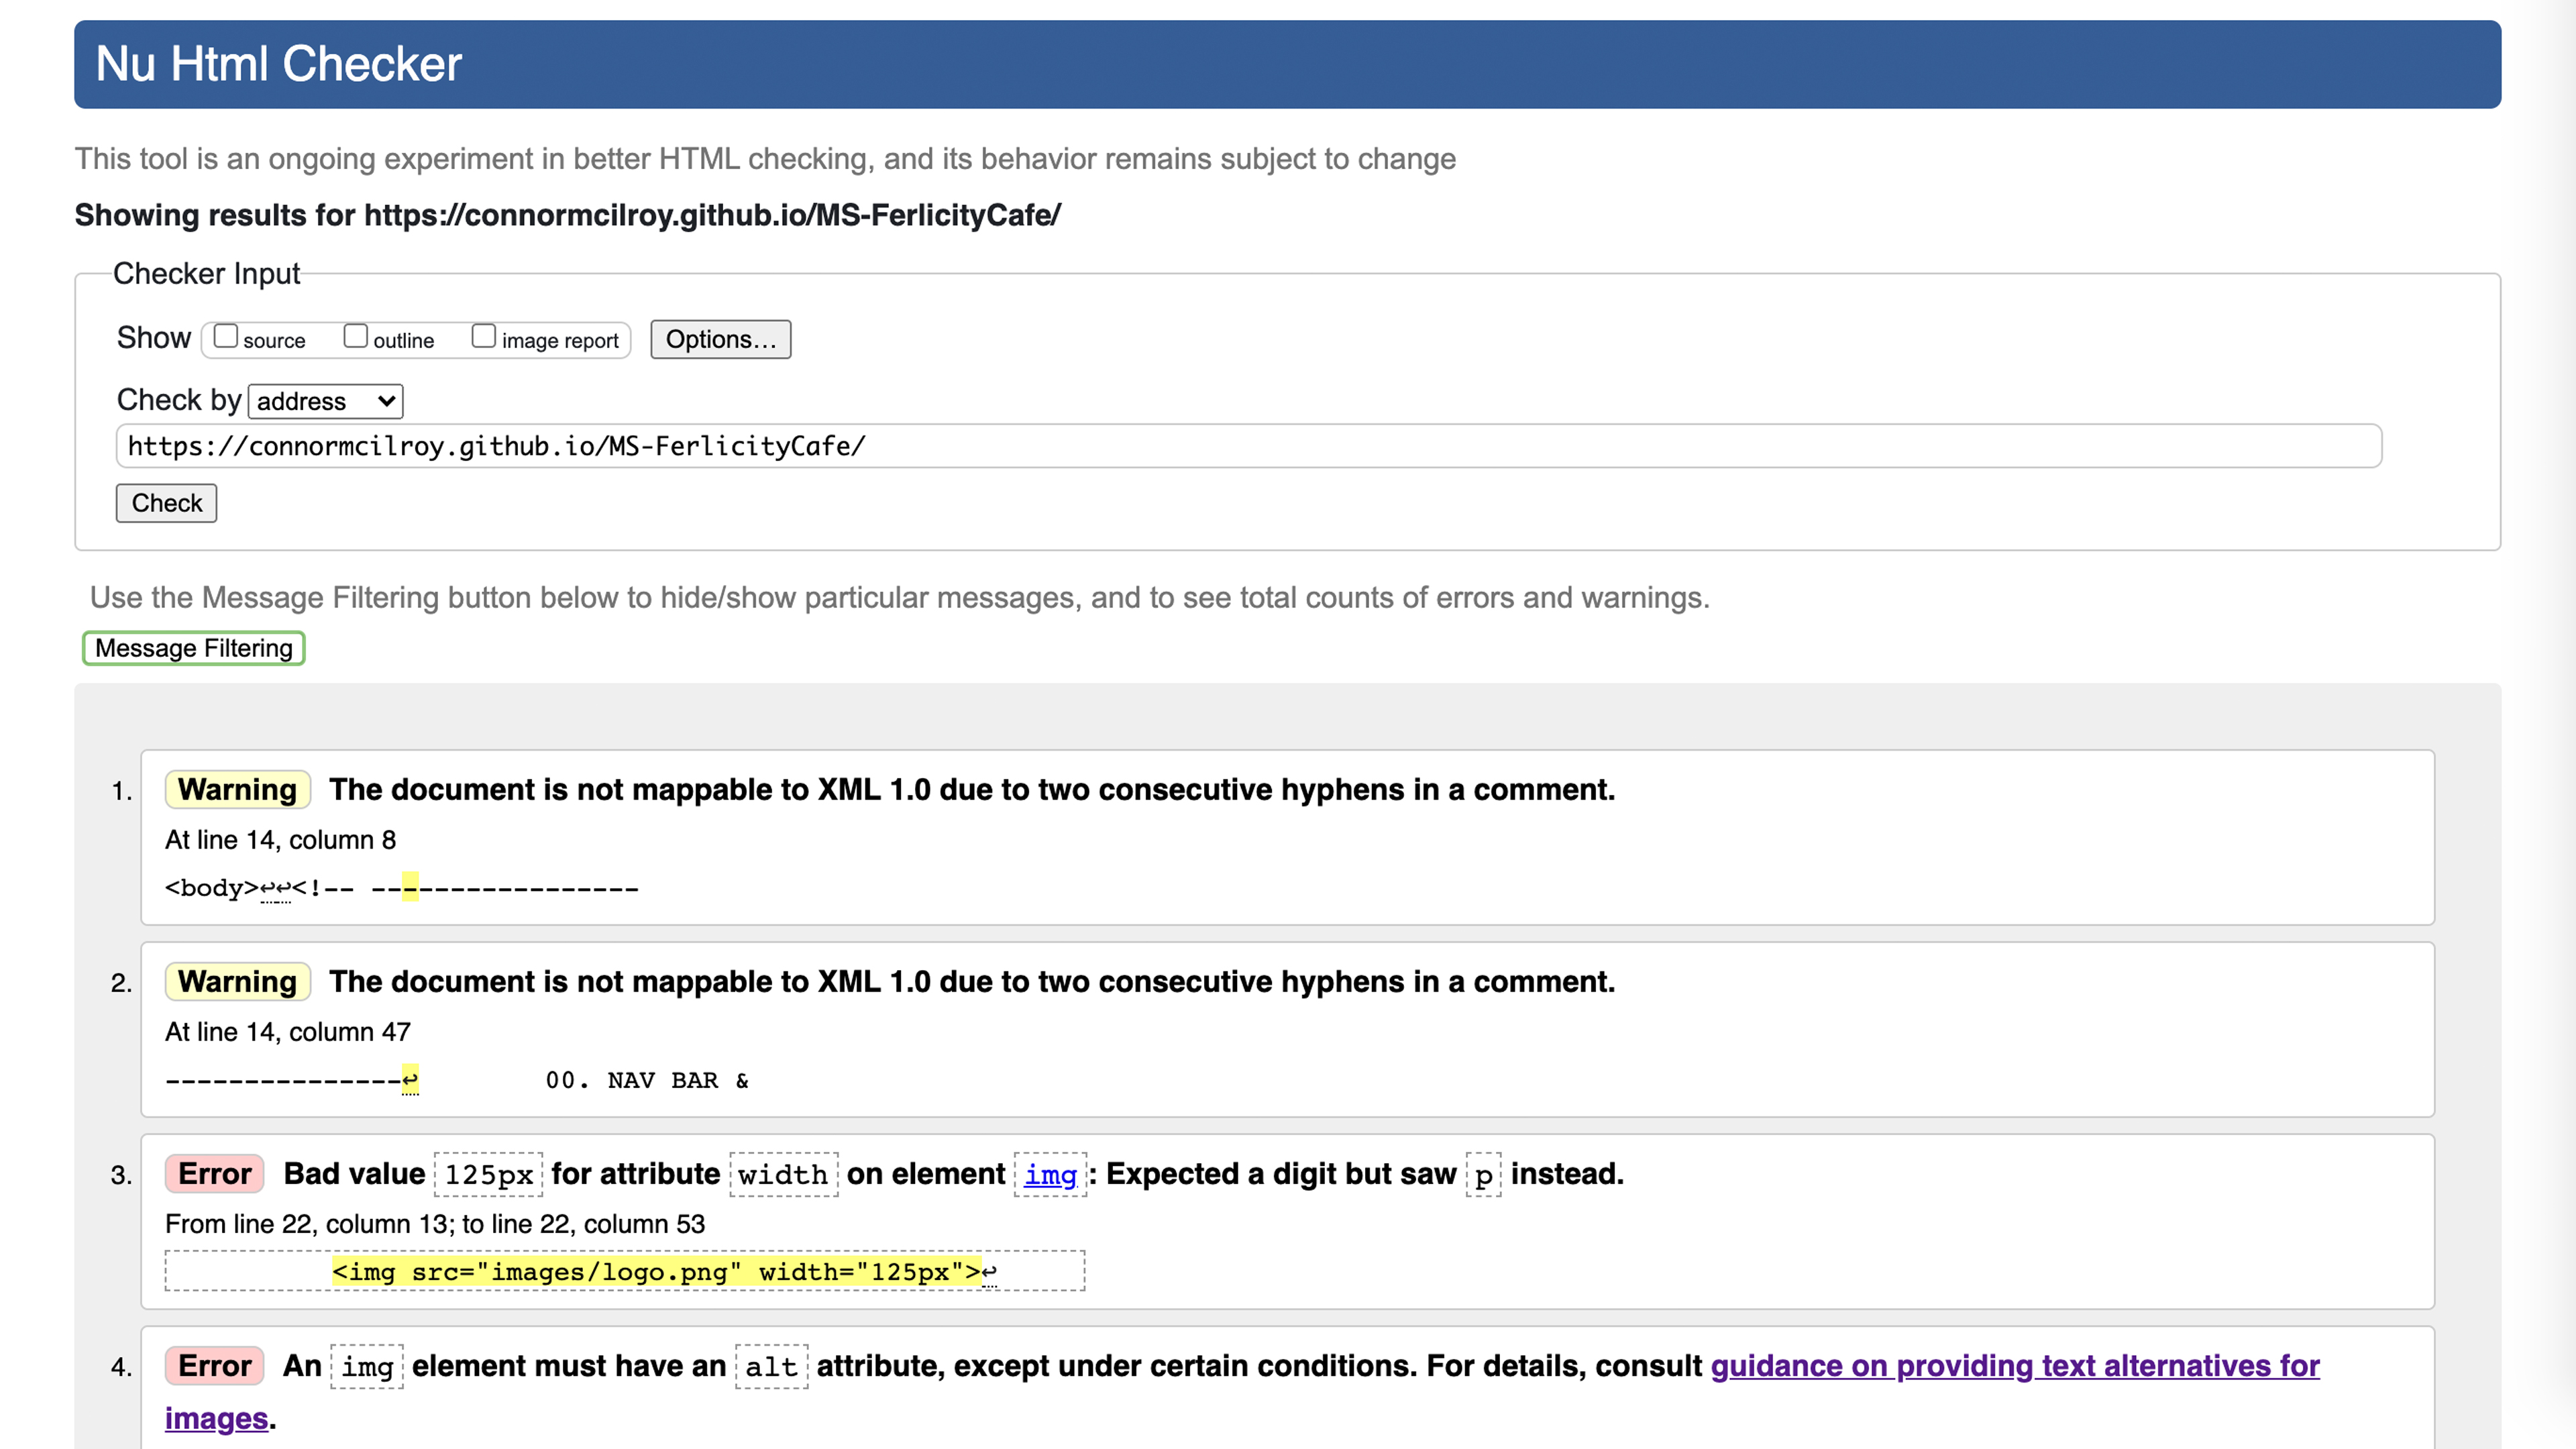 Nu Html Checker
This tool is an ongoing experiment in better HTML checking, and its behavior remains subject to change
Showing results for https://connormcilroy.github.io/MS-FerlicityCafe/
Checker Input
Show source outline image report Options…
Check by address
https://connormcilroy.github.io/MS-FerlicityCafe/
Check
Use the Message Filtering button below to hide/show particular messages, and to see total counts of errors and warnings.
Message Filtering
1. Warning The document is not mappable to XML 1.0 due to two consecutive hyphens in a comment.
At line 14, column 8
<body>↩↩<!-- -----------------
2. Warning The document is not mappable to XML 1.0 due to two consecutive hyphens in a comment.
At line 14, column 47
---------------↩ 00. NAV BAR &
3. Error Bad value 125px for attribute width on element img: Expected a digit but saw p instead.
From line 22, column 13; to line 22, column 53
<img src="images/logo.png" width="125px">↩
4. Error An img element must have an alt attribute, except under certain conditions. For details, consult guidance on providing text alternatives for
images.